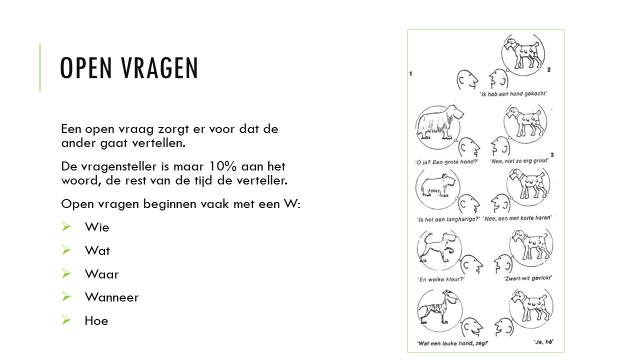 OPEN VRAGEN
Een open vraag zorgt er voor dat de
ander gaat vertellen.
De vragensteller is maar 10% aan het
woord, de rest van de tijd de verteller.
Open vragen beginnen vaak met een W:
Wie
Wat
Waar
Wanneer
Hoe
1
2
'Ik heb een hond gekocht'
3
'O ja? Een grote hond?' 'Nee, niet zo erg groot'
'Is het een langharige?' 'Nee, een met korte haren'
'En welke kleur?' 'Zwart-wit gevlekt'
'Wat een leuke hond, zeg!' 'Ja, hè'